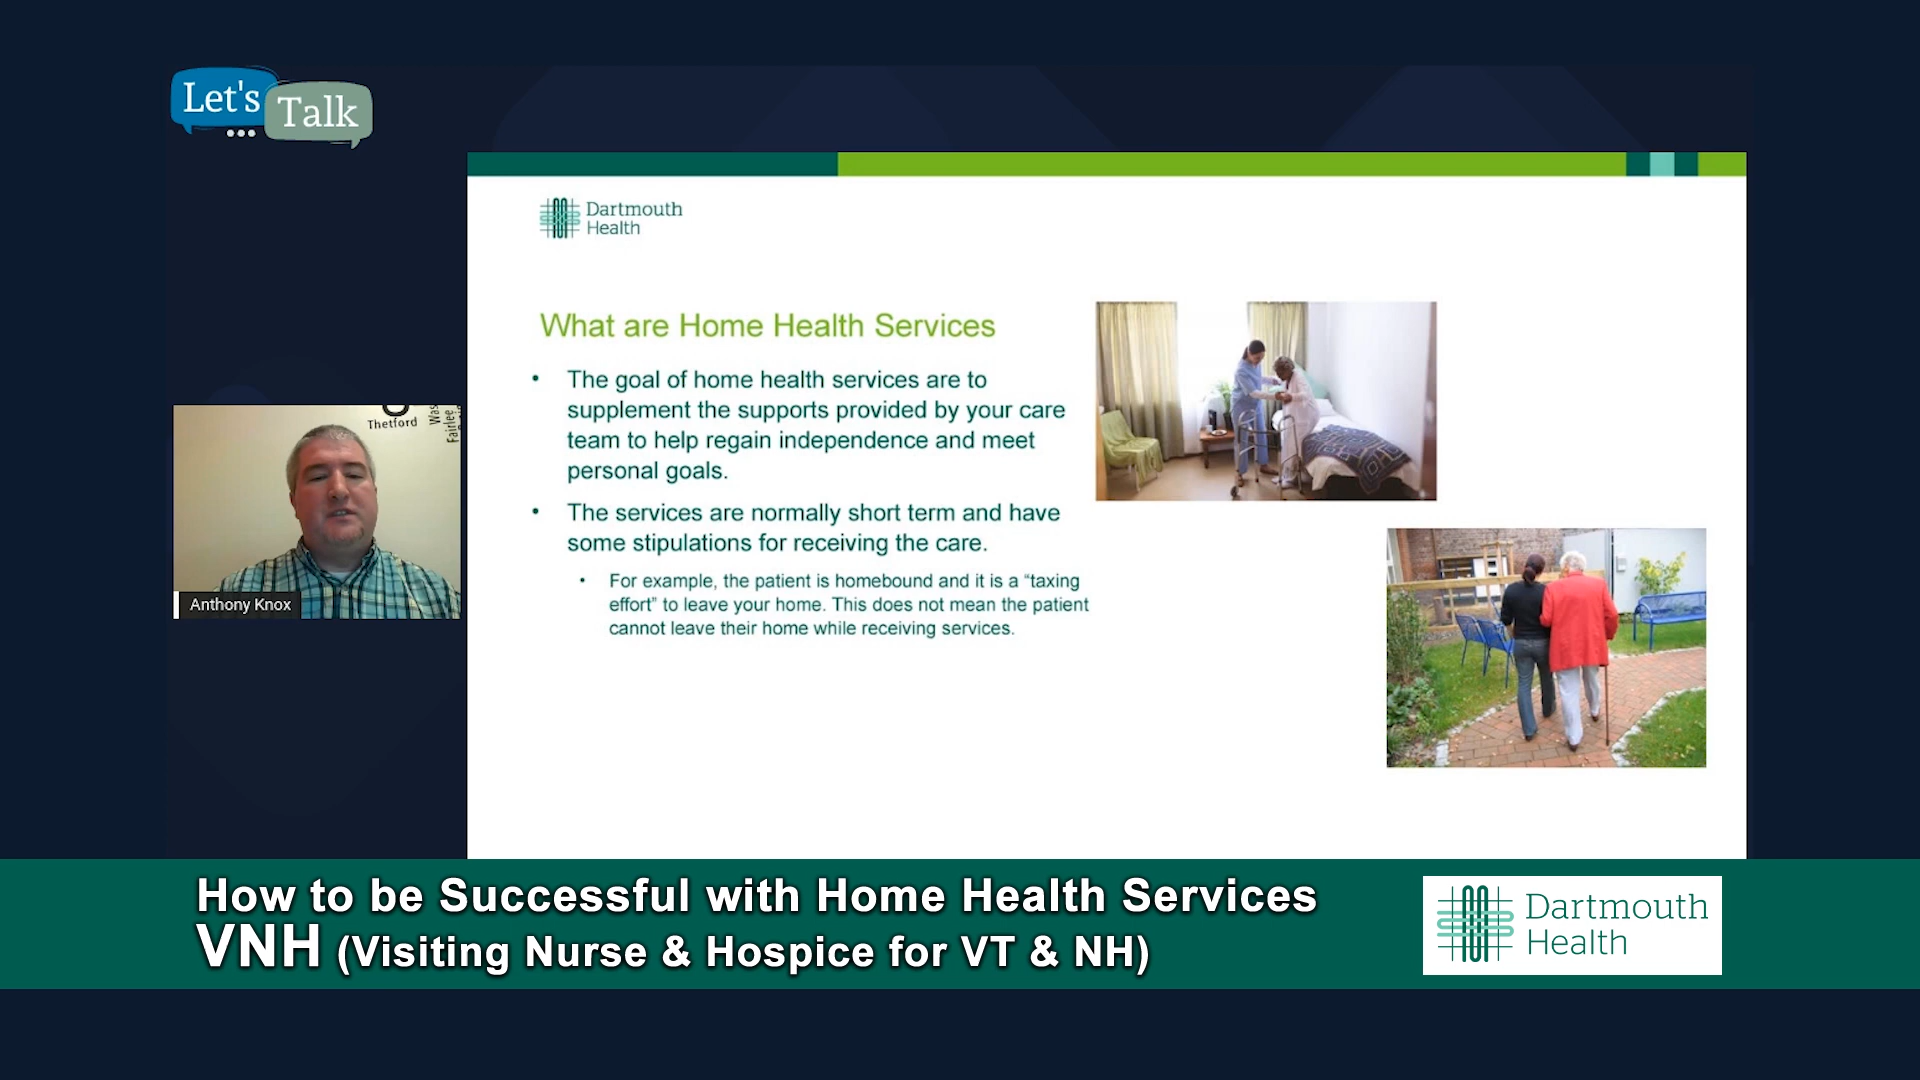 Let's
Talk
Dartmouth
Health
What are Home Health Services
• The goal of home health services are to
supplement the supports provided by your care
team to help regain independence and meet
personal goals.
• The services are normally short term and have
some stipulations for receiving the care.
• For example, the patient is homebound and it is a “taxing
effort” to leave your home. This does not mean the patient
cannot leave their home while receiving services.
Thetford
Fairlee
Anthony Knox
How to be Successful with Home Health Services
VNH (Visiting Nurse & Hospice for VT & NH)
Dartmouth
Health